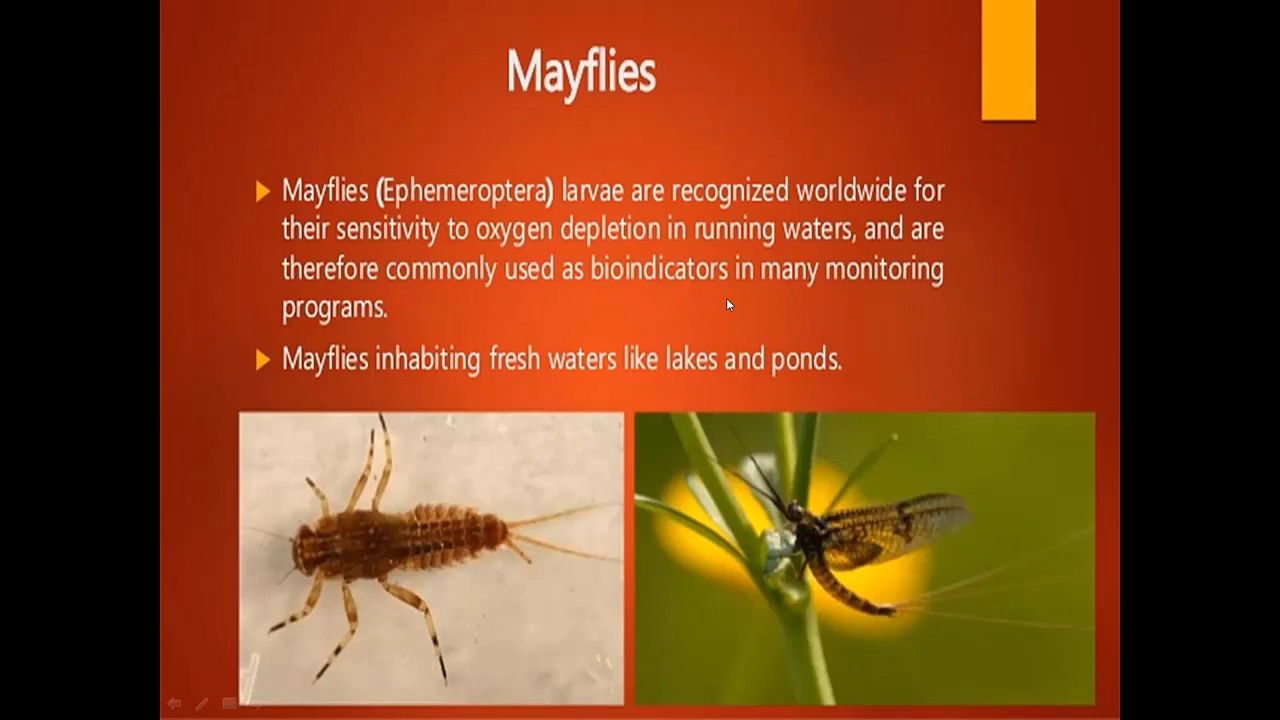 Mayflies
Mayflies (Ephemeroptera) larvae are recognized worldwide for
their sensitivity to oxygen depletion in running waters, and are
therefore commonly used as bioindicators in many monitoring
programs.
Mayflies inhabiting fresh waters like lakes and ponds.